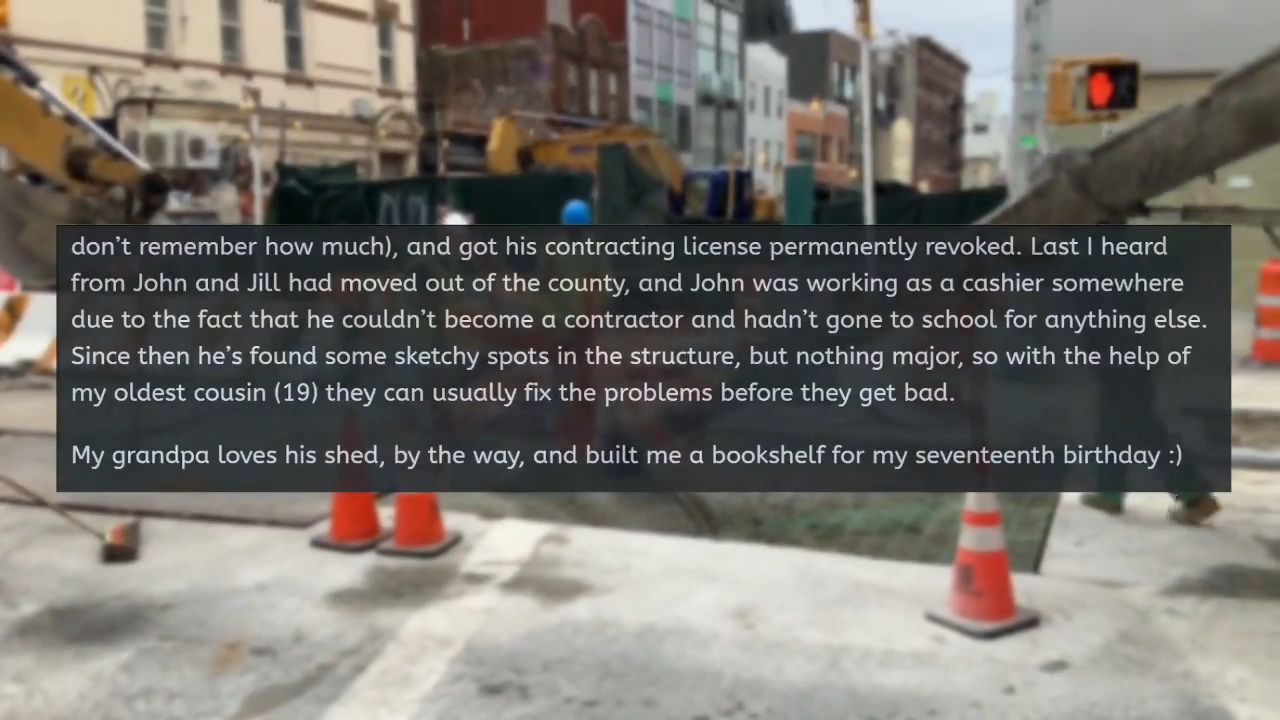 don’t remember how much), and got his contracting license permanently revoked. Last I heard
from John and Jill had moved out of the county, and John was working as a cashier somewhere
due to the fact that he couldn’t become a contractor and hadn’t gone to school for anything else.
Since then he’s found some sketchy spots in the structure, but nothing major, so with the help of
my oldest cousin (19) they can usually fix the problems before they get bad.
My grandpa loves his shed, by the way, and built me a bookshelf for my seventeenth birthday :)